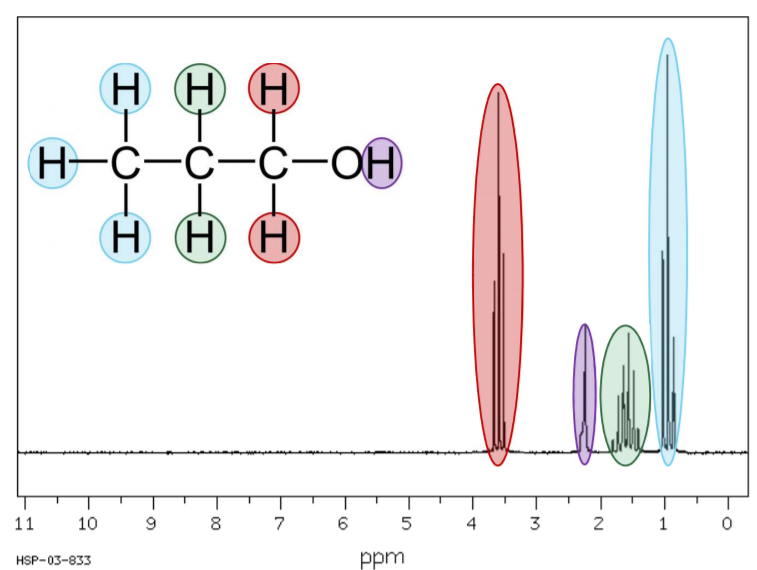 H H H
H C C C OH
H H H
11 10 9 8 7 6 5 4 3 2 1 0
HSP-03-833
ppm